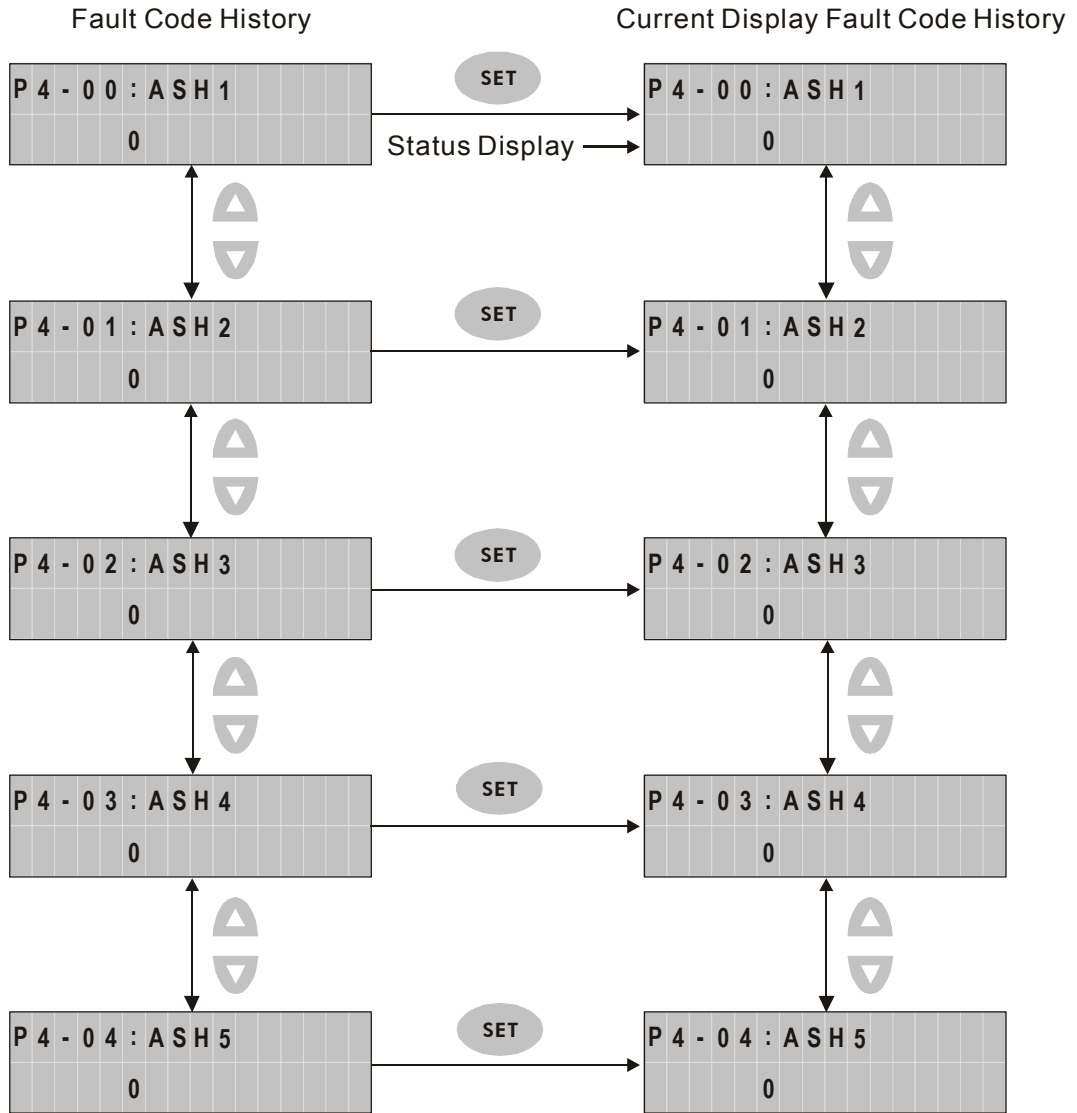 Fault Code History
Current Display Fault Code History
P4-00:ASH1
0
SET
Status Display
P4-00:ASH1
0
P4-01:ASH2
0
SET
P4-01:ASH2
0
P4-02:ASH3
0
SET
P4-02:ASH3
0
P4-03:ASH4
0
SET
P4-03:ASH4
0
P4-04:ASH5
0
SET
P4-04:ASH5
0